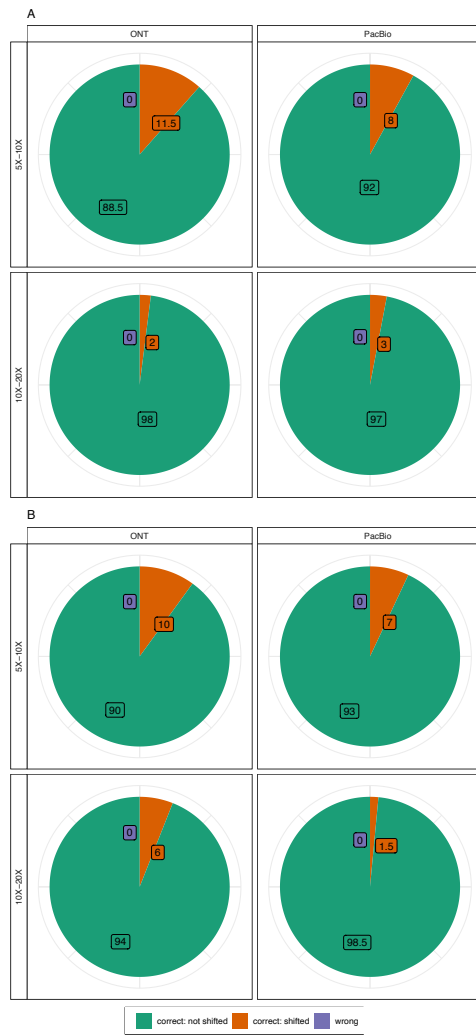 A
ONT PacBio
5X−10X
0 11.5 88.5
0 8 92
10X−20X
0 2 98
0 3 97
B
ONT PacBio
5X−10X
0 10 90
0 7 93
10X−20X
0 6 94
0 1.5 98.5
correct: not shifted correct: shifted wrong